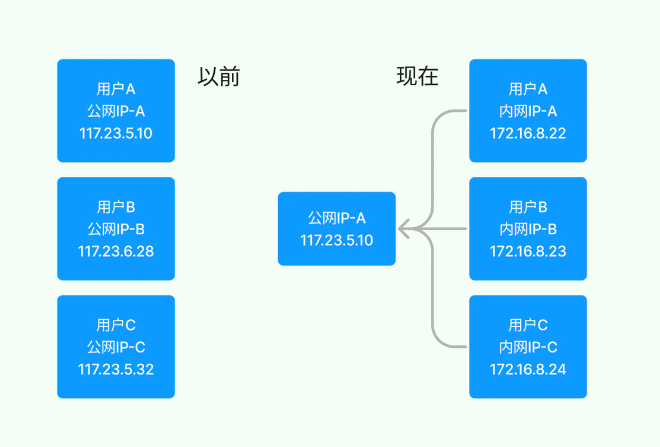 以前
用户A
公网IP-A
117.23.5.10
用户B
公网IP-B
117.23.6.28
用户C
公网IP-C
117.23.5.32
现在
公网IP-A
117.23.5.10
用户A
内网IP-A
172.16.8.22
用户B
内网IP-B
172.16.8.23
用户C
内网IP-C
172.16.8.24